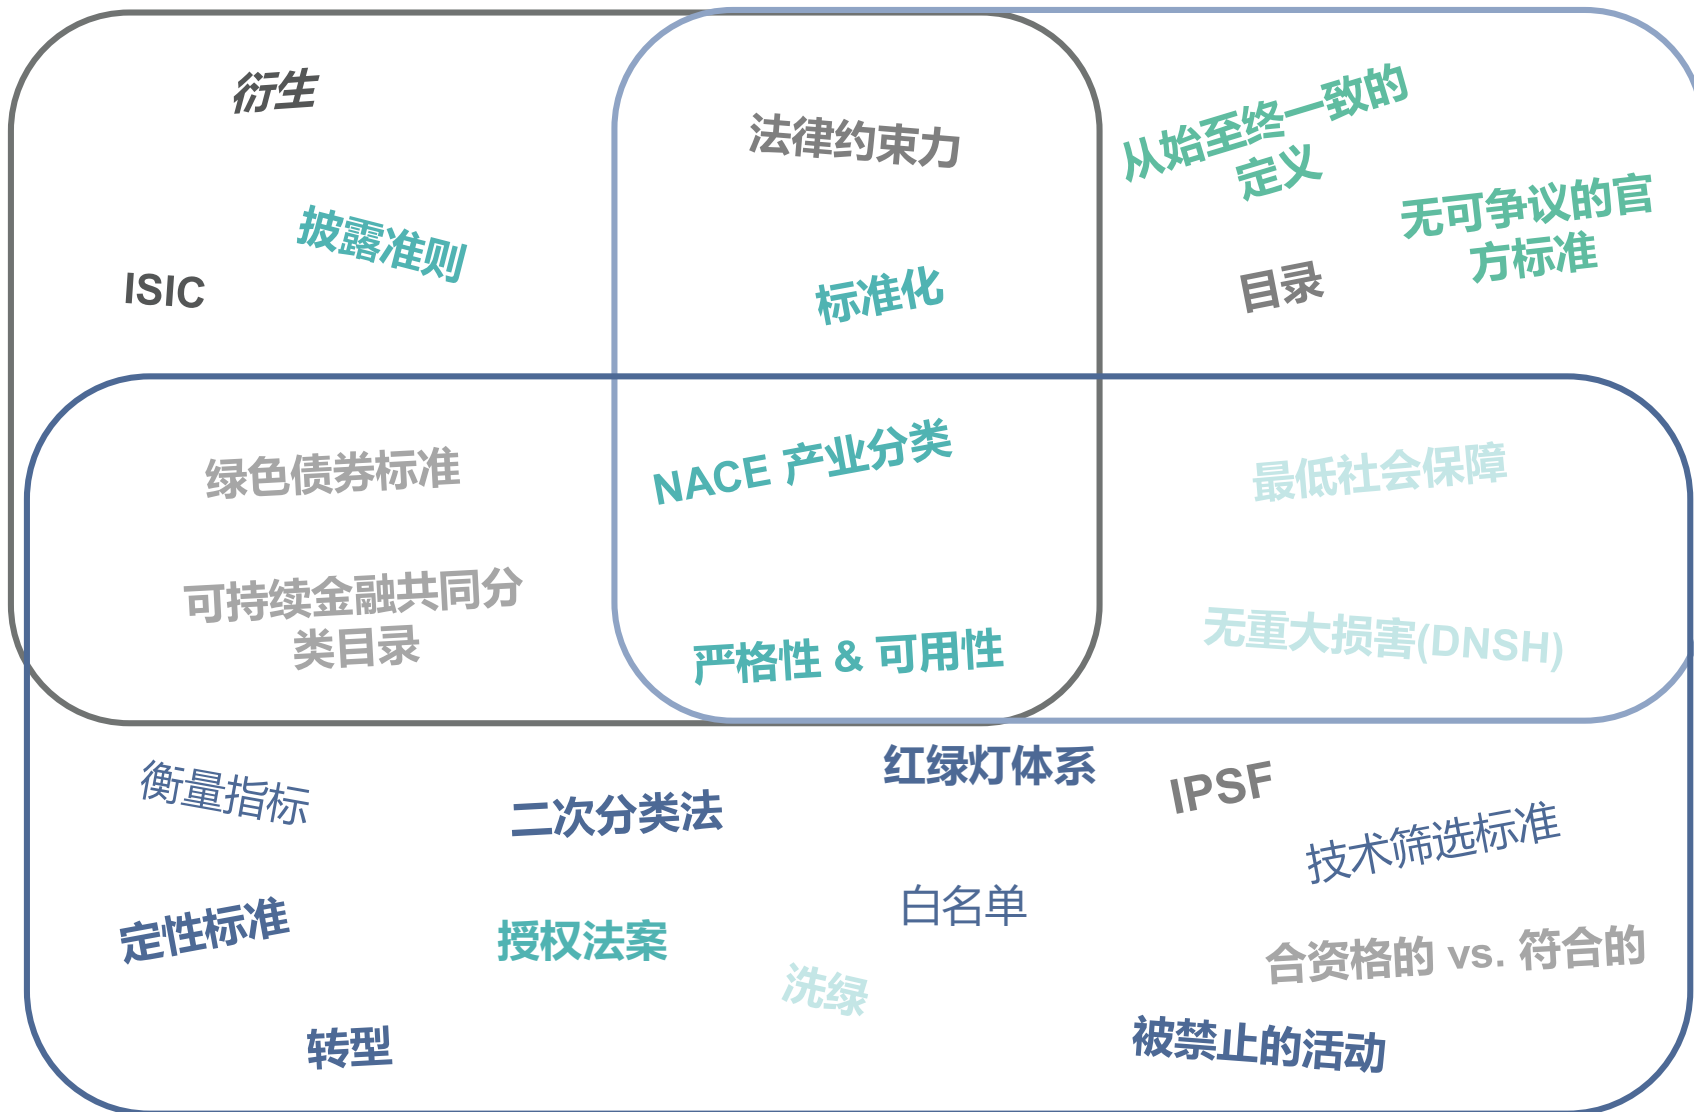 衍生
法律约束力
从始至终一致的
定义
无可争议的官
方标准
披露准则
ISIC
标准化
目录
绿色债券标准
NACE 产业分类
最低社会保障
可持续金融共同分
类目录
严格性 & 可用性
无重大损害(DNSH)
衡量指标
二次分类法
红绿灯体系
IPSF
技术筛选标准
定性标准
授权法案
白名单
合资格的 vs. 符合的
洗绿
转型
被禁止的活动